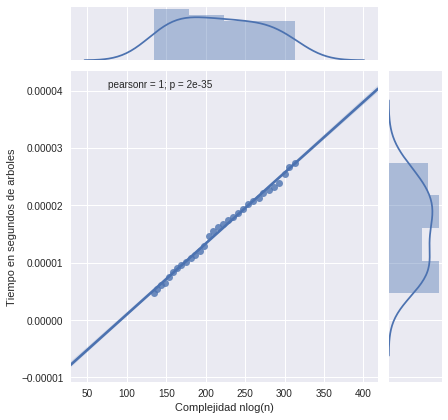 pearsonr = 1; p = 2e-35
0.00004
0.00003
0.00002
0.00001
0.00000
−0.00001
Tiempo en segundos de arboles
50 100 150 200 250 300 350 400
Complejidad nlog(n)